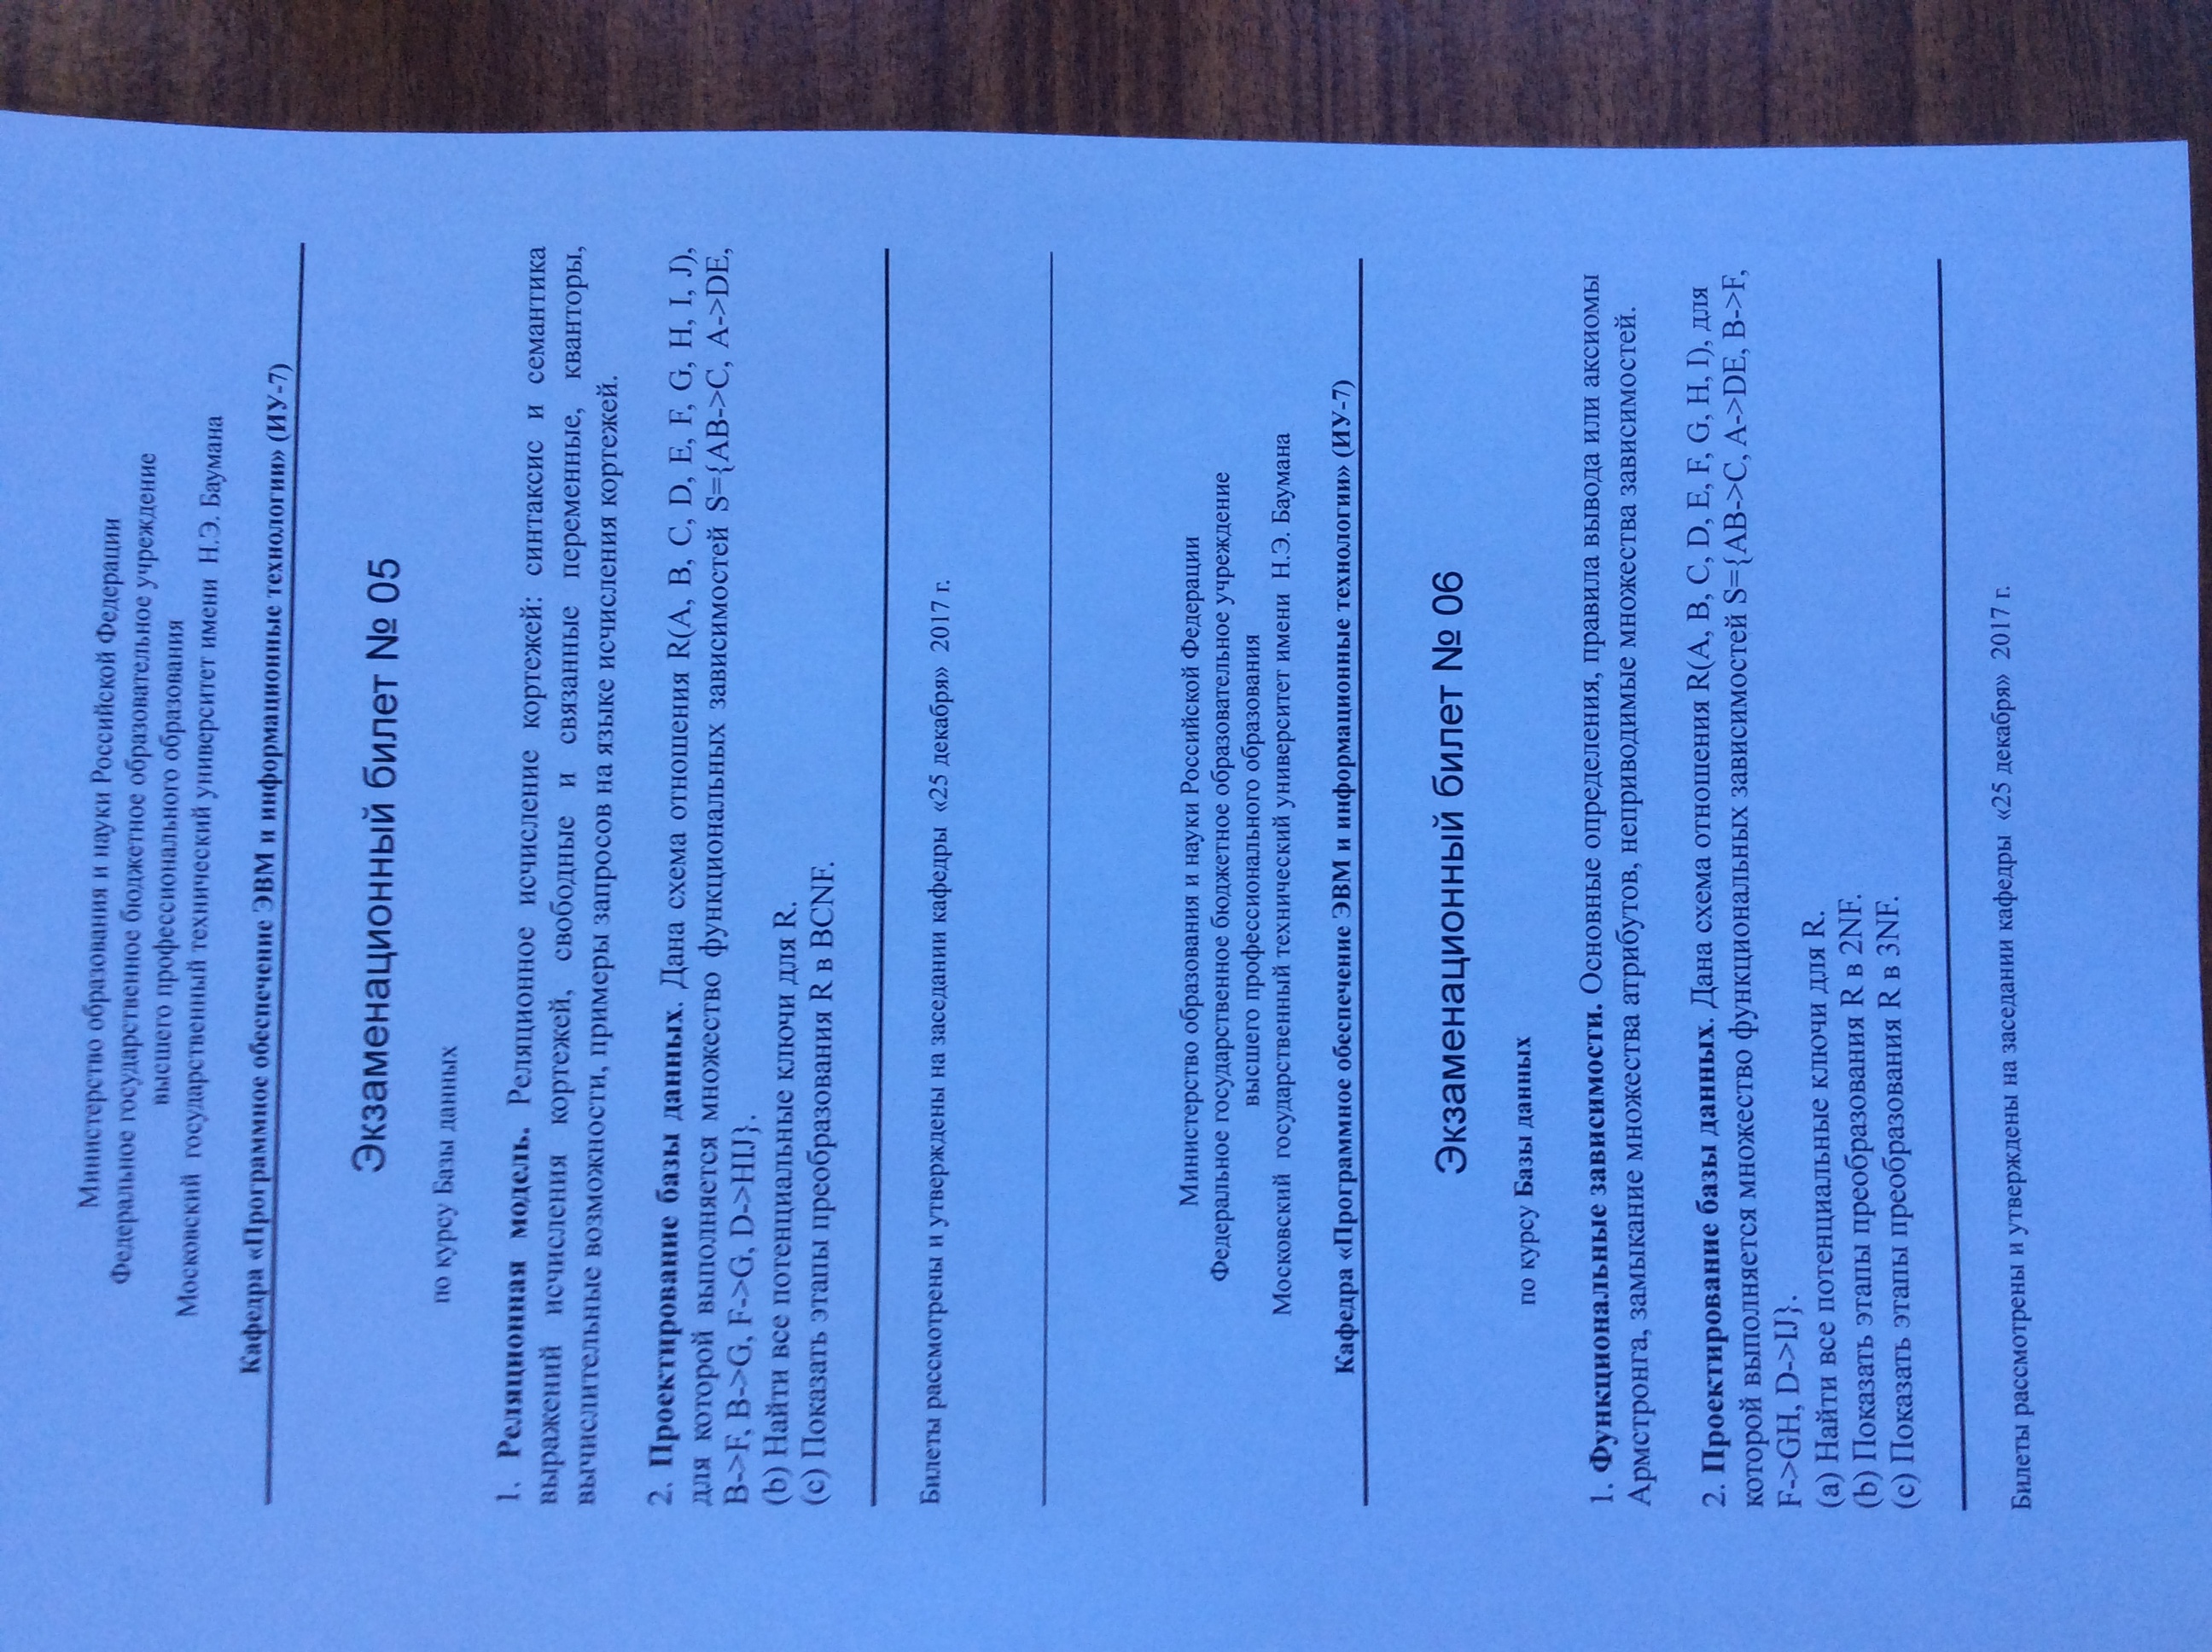 Министерство образования и науки Российской Федерации
Федеральное государственное бюджетное образовательное учреждение
высшего профессионального образования
Московский государственный технический университет имени Н.Э. Баумана
Кафедра «Программное обеспечение ЭВМ и информационные технологии» (ИУ-7)
Экзаменационный билет № 05
по курсу Базы данных
1. Реляционная модель. Реляционное исчисление кортежей: синтаксис и семантика
выражений исчисления кортежей, свободные и связанные переменные, кванторы,
вычислительные возможности, примеры запросов на языке исчисления кортежей.
2. Проектирование базы данных. Дана схема отношения R(A, B, C, D, E, F, G, H, I, J),
для которой выполняется множество функциональных зависимостей S={AB->C, A->DE,
B->F, B->G, F->G, D->HIJ}.
(b) Найти все потенциальные ключи для R.
(c) Показать этапы преобразования R в BCNF.
Билеты рассмотрены и утверждены на заседании кафедры «25 декабря» 2017 г.
Министерство образования и науки Российской Федерации
Федеральное государственное бюджетное образовательное учреждение
высшего профессионального образования
Московский государственный технический университет имени Н.Э. Баумана
Кафедра «Программное обеспечение ЭВМ и информационные технологии» (ИУ-7)
Экзаменационный билет № 06
по курсу Базы данных
1. Функциональные зависимости. Основные определения, правила вывода или аксиомы
Армстронга, замыкание множества атрибутов, неприводимые множества зависимостей.
2. Проектирование базы данных. Дана схема отношения R(A, B, C, D, E, F, G, H, I), для
которой выполняется множество функциональных зависимостей S={AB->C, A->DE, B->F,
F->GH, D->IJ}.
(a) Найти все потенциальные ключи для R.
(b) Показать этапы преобразования R в 2NF.
(c) Показать этапы преобразования R в 3NF.
Билеты рассмотрены и утверждены на заседании кафедры «25 декабря» 2017 г.